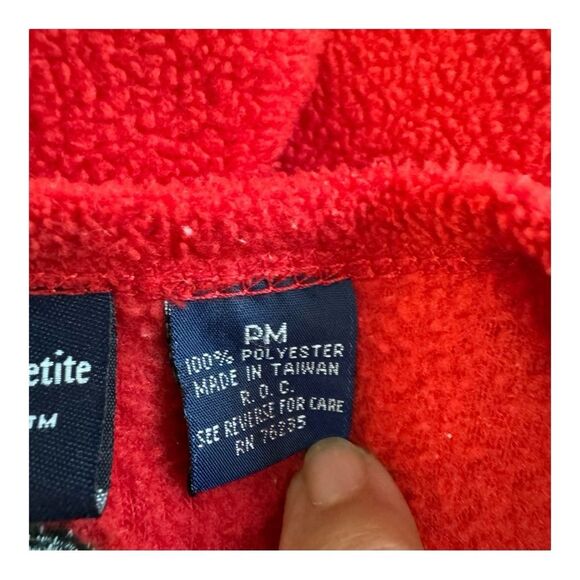 etite
TM
PM
100% POLYESTER
MADE IN TAIWAN
R. O. C.
SEE REVERSE FOR CARE
RN 76235